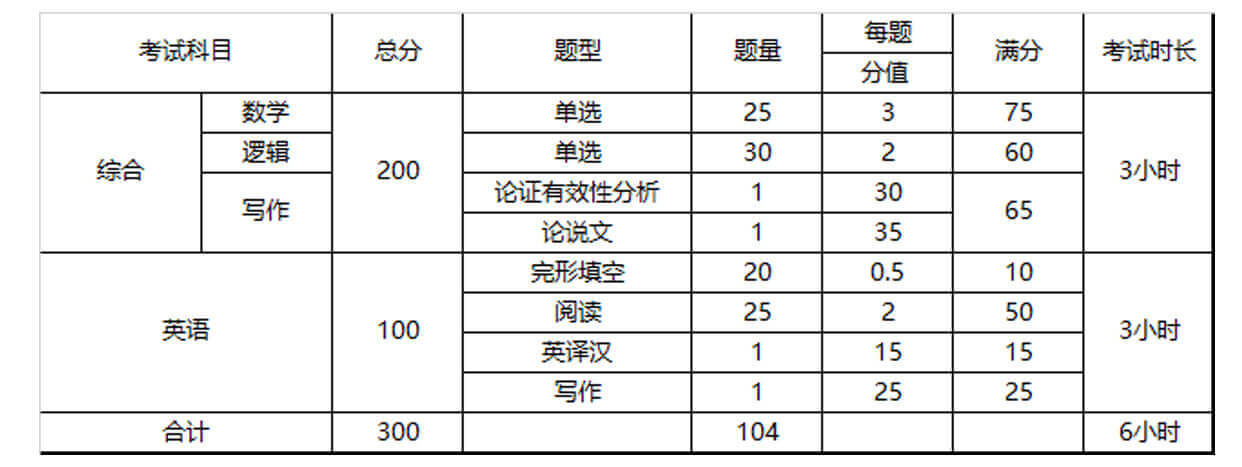 考试科目 总分 题型 题量 每题 满分 考试时长
分值
综合 数学 200 单选 25 3 75 3小时
逻辑 单选 30 2 60
写作 论证有效性分析 1 30 65
论说文 1 35
英语 100 完形填空 20 0.5 10 3小时
阅读 25 2 50
英译汉 1 15 15
写作 1 25 25
合计 300 104 6小时